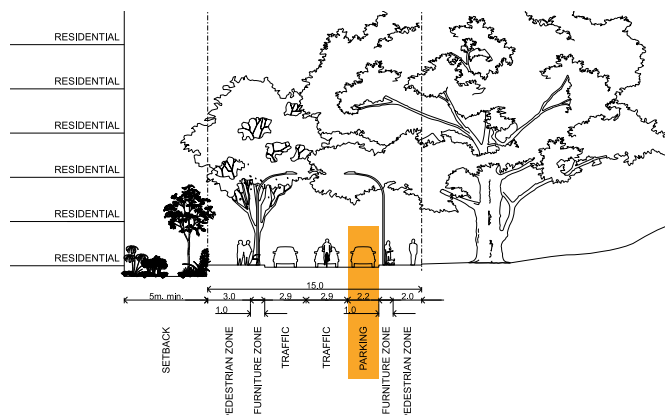 RESIDENTIAL
RESIDENTIAL
RESIDENTIAL
RESIDENTIAL
RESIDENTIAL
RESIDENTIAL
15.0
5m. min.
3.0
2.9
2.9
2.2
2.0
1.0
1.0
SETBACK
PEDESTRIAN ZONE
FURNITURE ZONE
TRAFFIC
TRAFFIC
PARKING
FURNITURE ZONE
PEDESTRIAN ZONE